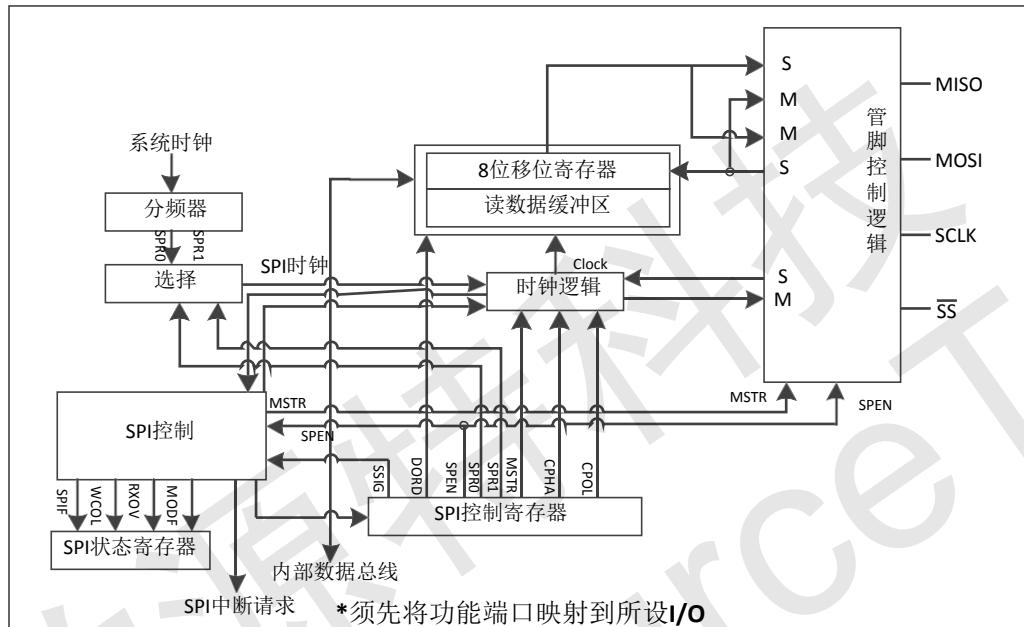 系统时钟
分频器
SPR0
SPR1
选择
SPI时钟
8位移位寄存器
读数据缓冲区
Clock
时钟逻辑
S
M
M
S
S
M
管脚控制逻辑
MISO
MOSI
SCLK
SS
MSTR
SPEN
SPI控制
MSTR
SPEN
SSIG
DORD
SPEN
SPR0
SPR1
MSTR
CPHA
CPOL
SPI控制寄存器
SPIF
WCOL
RXOV
MODF
SPI状态寄存器
SPI中断请求
内部数据总线
*须先将功能端口映射到所设I/O
源特科技
urce T